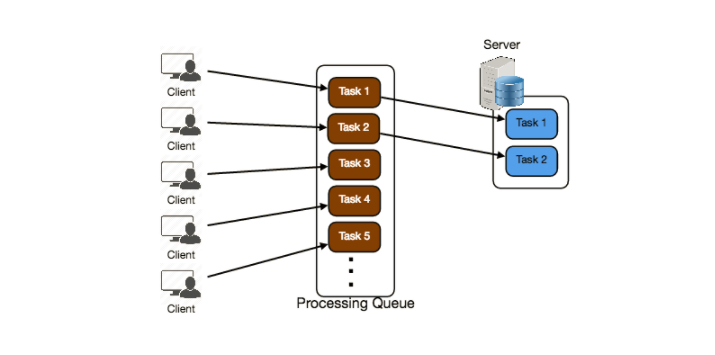 Server
Client
Client
Client
Client
Client
Task 1
Task 2
Task 3
Task 4
Task 5
Processing Queue
Task 1
Task 2